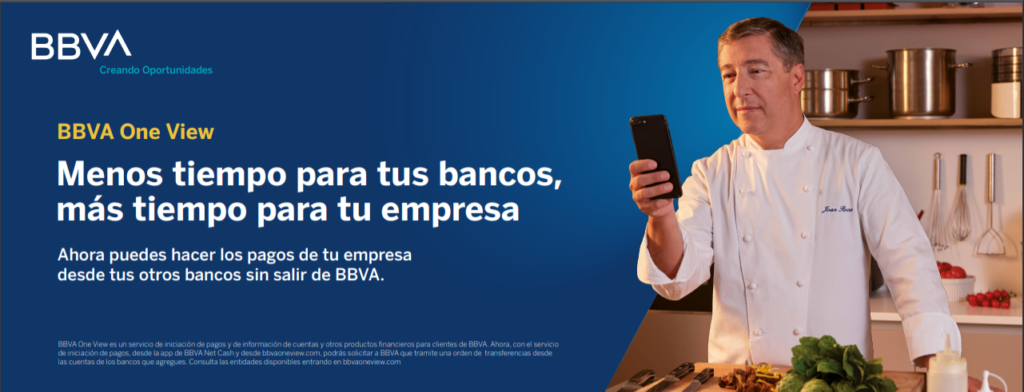 BBVA
Creando Oportunidades
BBVA One View
Menos tiempo para tus bancos,
más tiempo para tu empresa
Ahora puedes hacer los pagos de tu empresa
desde tus otros bancos sin salir de BBVA.
Joan Roca
BBVA One View es un servicio de iniciación de pagos y de información de cuentas y otros productos financieros para clientes de BBVA. Ahora, con el servicio
de iniciación de pagos, desde la app de BBVA Net Cash y desde bbvaoneview.com, podrás solicitar a BBVA que tramite una orden de transferencias desde
las cuentas de los bancos que agregues. Consulta las entidades disponibles entrando en bbvaoneview.com